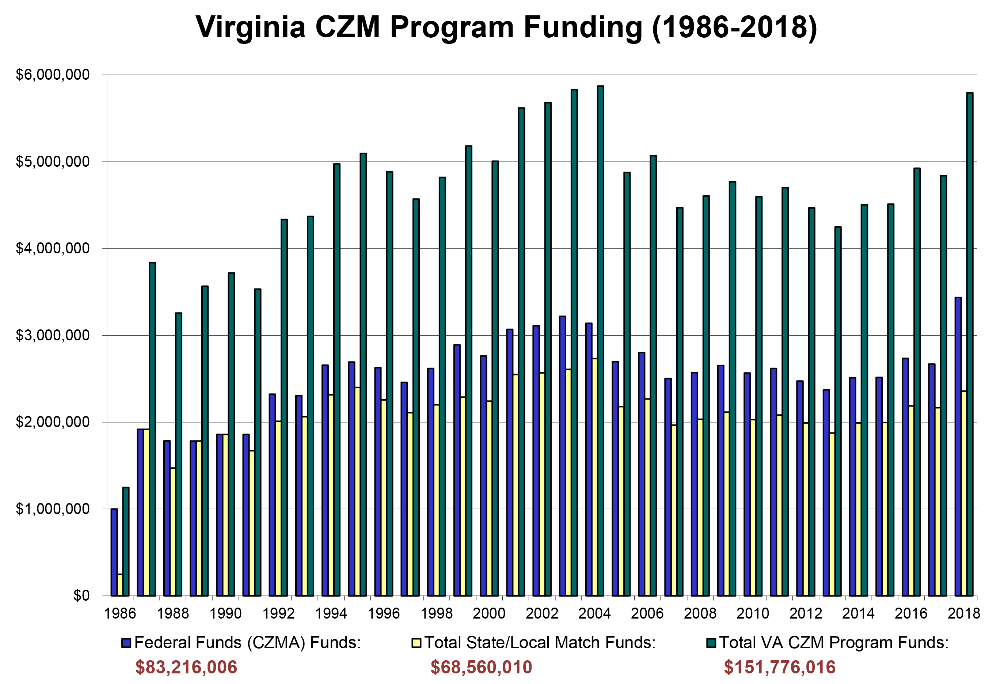 Virginia CZM Program Funding (1986-2018)
$6,000,000
$5,000,000
$4,000,000
$3,000,000
$2,000,000
$1,000,000
$0
1986 1988 1990 1992 1994 1996 1998 2000 2002 2004 2006 2008 2010 2012 2014 2016 2018
Federal Funds (CZMA) Funds: Total State/Local Match Funds: Total VA CZM Program Funds:
$83,216,006 $68,560,010 $151,776,016